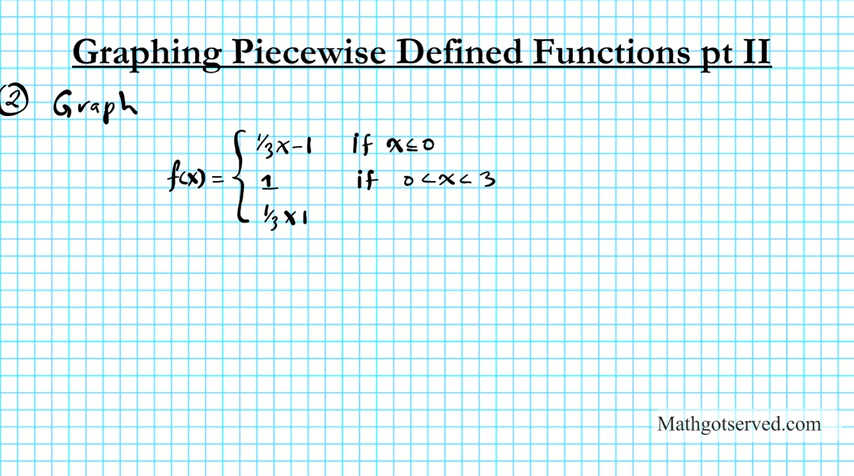 Graphing Piecewise Defined Functions pt II
② Graph
f(x) = { ⅓x-1 if x≤0
1 if 0<x<3
⅓x1
Mathgotserved.com